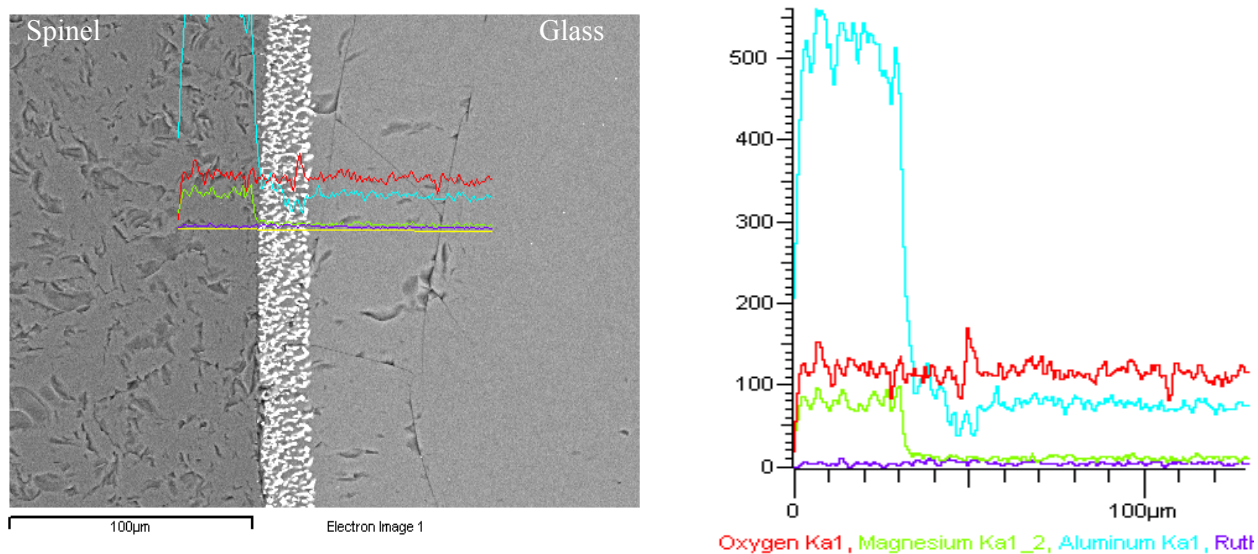 Spinel
Glass
100µm
Electron Image 1
500
400
300
200
100
0
0
100µm
Oxygen Ka1, Magnesium Ka1_2, Aluminum Ka1, Ruth